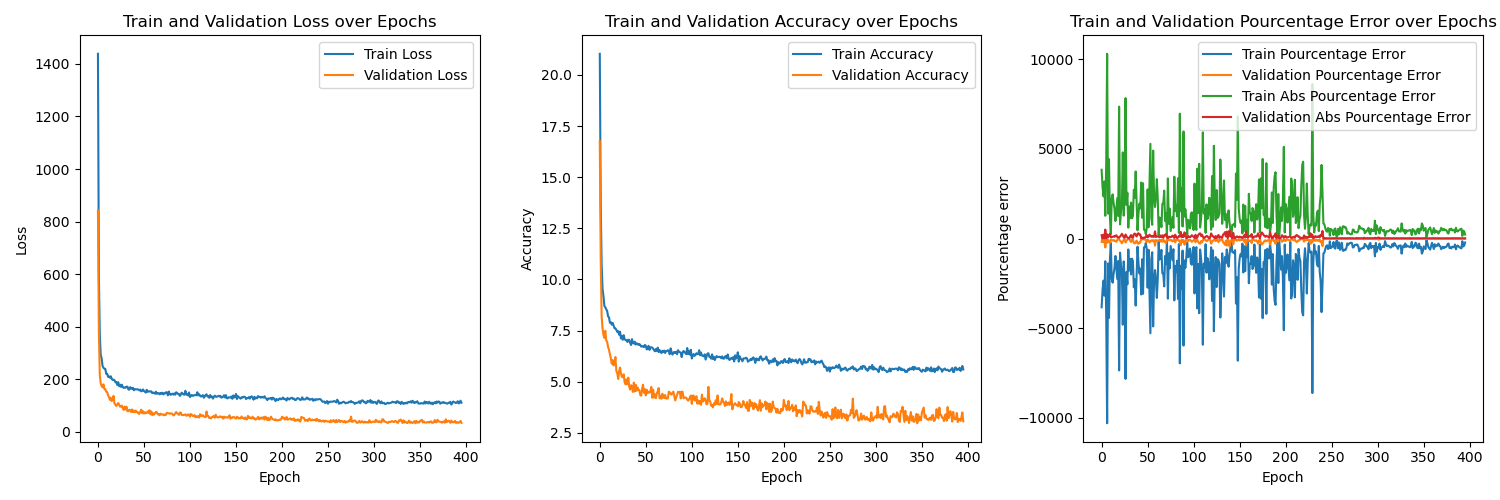 Train and Validation Loss over Epochs
Train Loss
Validation Loss
Loss
1400
1200
1000
800
600
400
200
0
0 50 100 150 200 250 300 350 400
Epoch
Train and Validation Accuracy over Epochs
Train Accuracy
Validation Accuracy
Accuracy
20.0
17.5
15.0
12.5
10.0
7.5
5.0
2.5
0 50 100 150 200 250 300 350 400
Epoch
Train and Validation Pourcentage Error over Epochs
Train Pourcentage Error
Validation Pourcentage Error
Train Abs Pourcentage Error
Validation Abs Pourcentage Error
Pourcentage error
10000
5000
0
−5000
−10000
0 50 100 150 200 250 300 350 400
Epoch